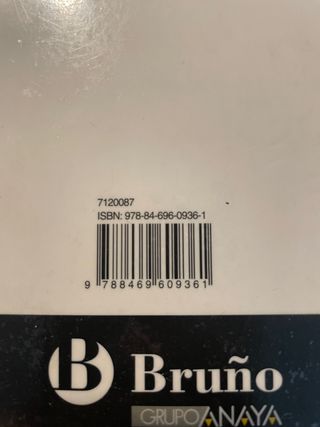 7120087
ISBN: 978-84-696-0936-1
9 788469 609361
B Bruño
GRUPO ANAYA